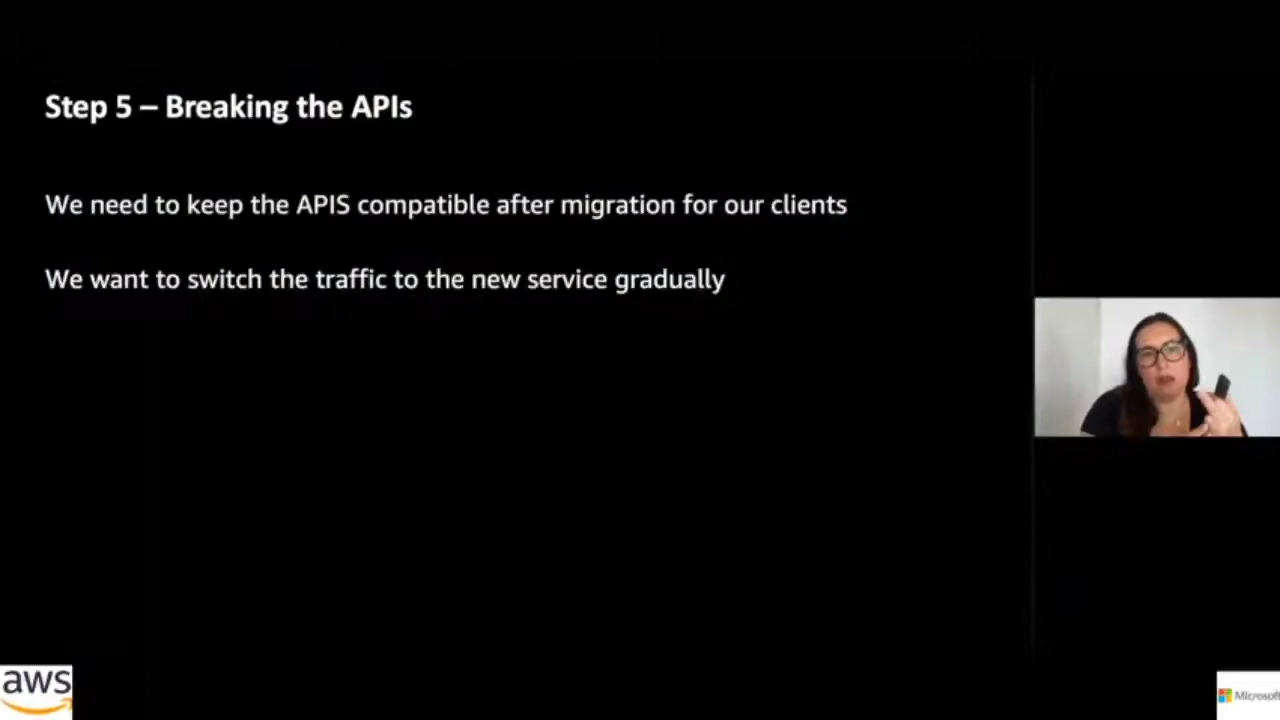 Step 5 – Breaking the APIs
We need to keep the APIS compatible after migration for our clients
We want to switch the traffic to the new service gradually
aws
Microsoft